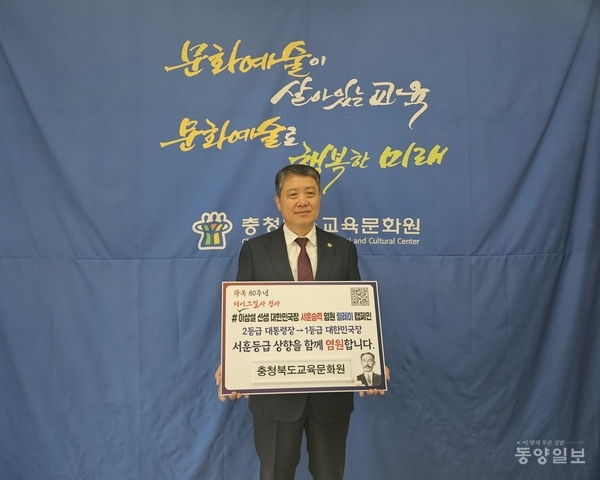 문화예술이
살아있는 교육
문화예술로
행복한 미래
충청 교육문화원
and Cultural Center
광복 80주년
#이상설 선생 대한민국장 서훈승격 염원 릴레이 캠페인
2등급 대통령장→1등급 대한민국장
서훈등급 상향을 함께 염원합니다.
충청북도교육문화원
동양일보